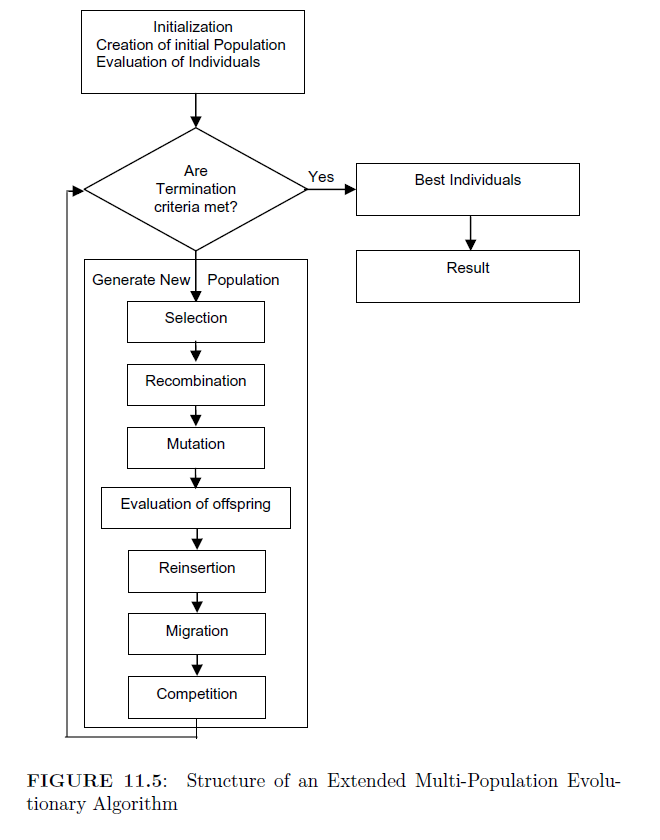 Initialization
Creation of initial Population
Evaluation of Individuals
Are
Termination
criteria met?
Yes
Best Individuals
Result
Generate New Population
Selection
Recombination
Mutation
Evaluation of offspring
Reinsertion
Migration
Competition
FIGURE 11.5: Structure of an Extended Multi-Population Evolu-
tionary Algorithm